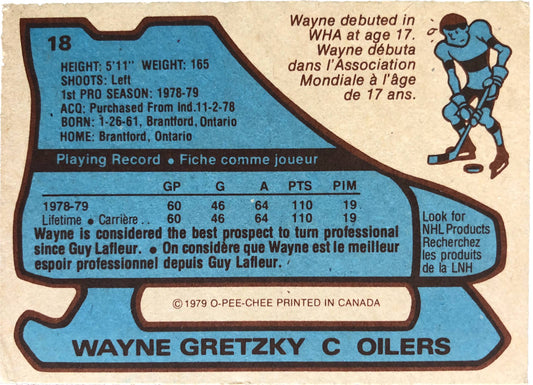 18
HEIGHT: 5'11" WEIGHT: 165
SHOOTS: Left
1st PRO SEASON: 1978-79
ACQ: Purchased From Ind.11-2-78
BORN: 1-26-61, Brantford, Ontario
HOME: Brantford, Ontario
Wayne debuted in
WHA at age 17.
Wayne débuta
dans l'Association
Mondiale à l'âge
de 17 ans.
Playing Record • Fiche comme joueur
GP G A PTS PIM
1978-79 60 46 64 110 19
Lifetime • Carrière.. 60 46 64 110 19
Wayne is considered the best prospect to turn professional
since Guy Lafleur. • On considère que Wayne est le meilleur
espoir professionnel depuis Guy Lafleur.
Look for
NHL Products
Recherchez
les produits
de la LNH
© 1979 O-PEE-CHEE PRINTED IN CANADA
WAYNE GRETZKY C OILERS